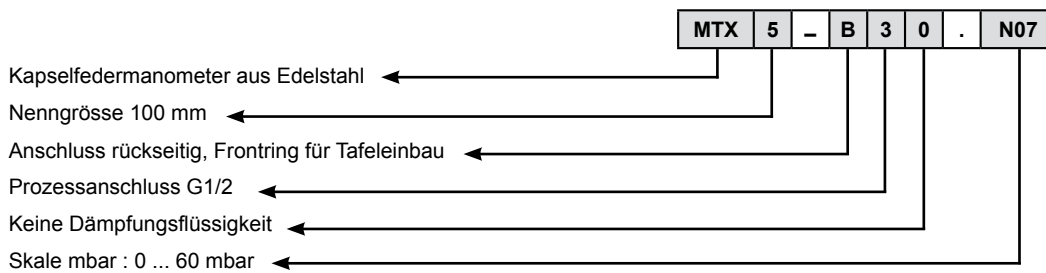 MTX 5 – B 3 0 . N07
Kapselfedermanometer aus Edelstahl
Nenngrösse 100 mm
Anschluss rückseitig, Frontring für Tafeleinbau
Prozessanschluss G1/2
Keine Dämpfungsflüssigkeit
Skale mbar : 0 ... 60 mbar